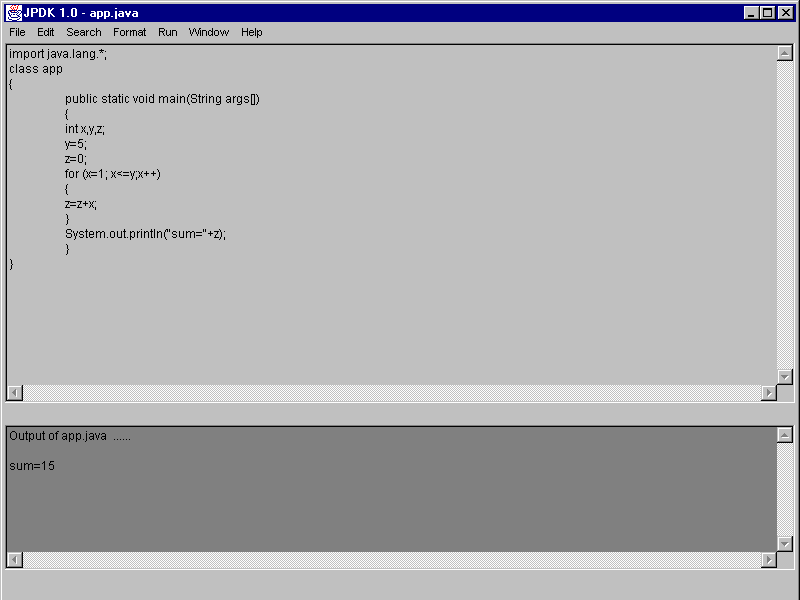 JPDK 1.0 - app.java
File Edit Search Format Run Window Help
import java.lang.*;
class app
{
public static void main(String args[])
{
int x,y,z;
y=5;
z=0;
for (x=1; x<=y;x++)
{
z=z+x;
}
System.out.println("sum="+z);
}
}
Output of app.java ......
sum=15